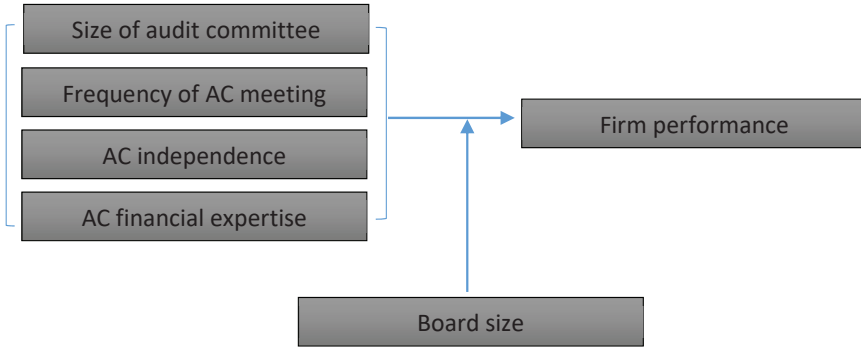 Size of audit committee
Frequency of AC meeting
AC independence
AC financial expertise
Firm performance
Board size